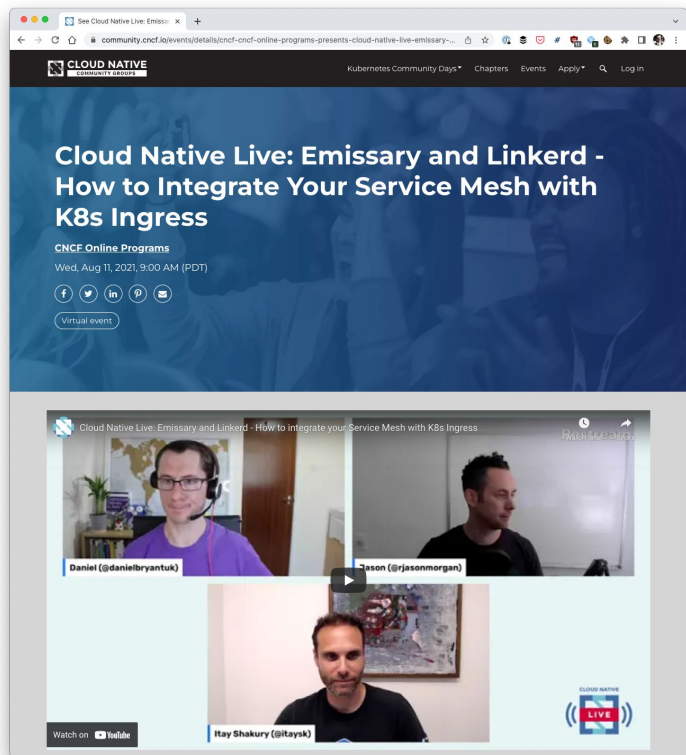 See Cloud Native Live: Emissar
community.cncf.io/events/details/cncf-cncf-online-programs-presents-cloud-native-live-emissary-...
CLOUD NATIVE
COMMUNITY GROUPS
Kubernetes Community Days Chapters Events Apply Log in
Cloud Native Live: Emissary and Linkerd -
How to Integrate Your Service Mesh with
K8s Ingress
CNCF Online Programs
Wed, Aug 11, 2021, 9:00 AM (PDT)
Virtual event
Cloud Native Live: Emissary and Linkerd - How to integrate your Service Mesh with K8s Ingress
Daniel (@danielbryantuk)
Jason (@rjasonmorgan)
Itay Shakury (@itaysk)
CLOUD NATIVE
LIVE
Watch on YouTube